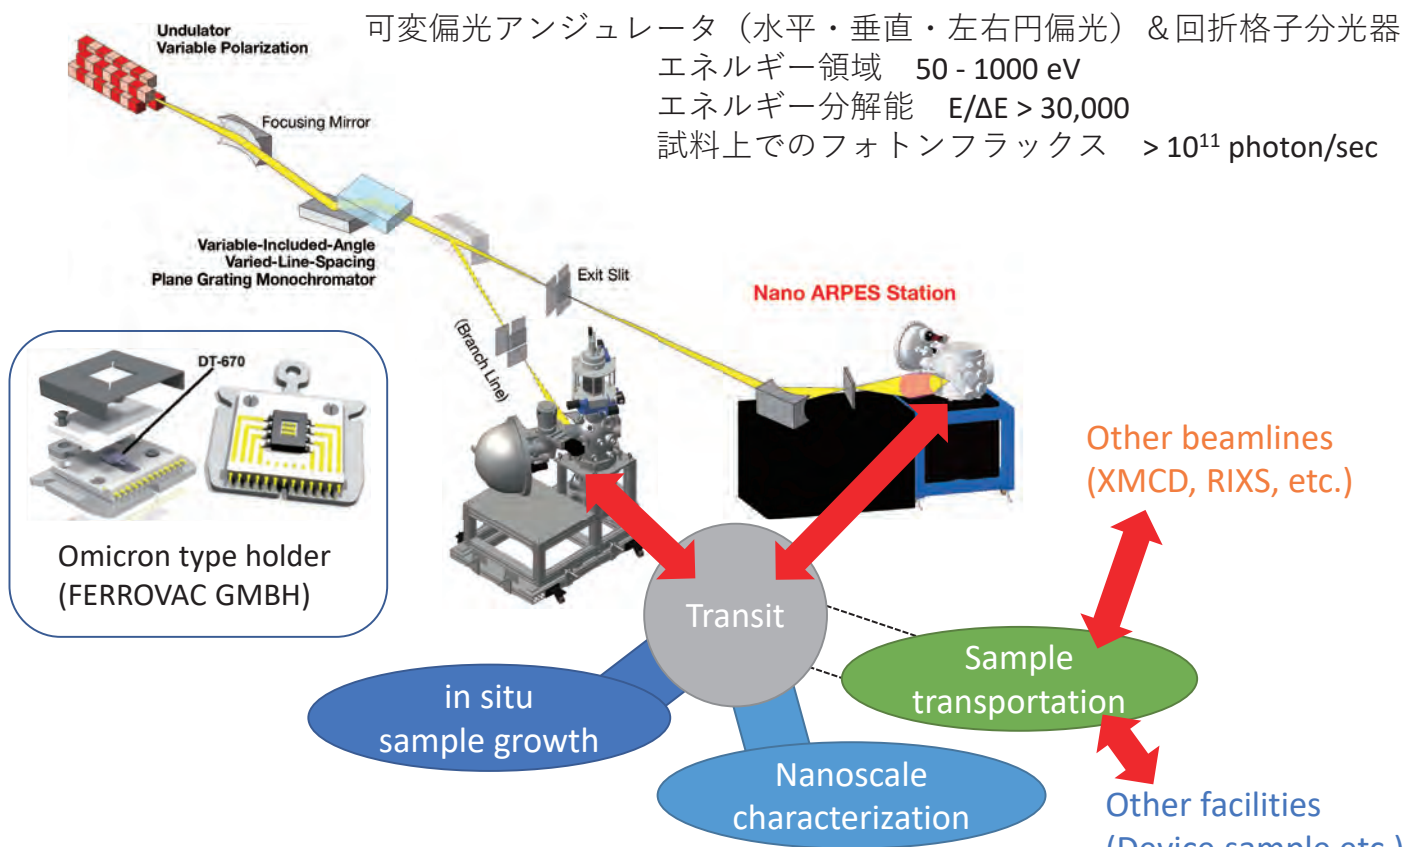 Undulator
Variable Polarization
可変偏光アンジュレータ（水平・垂直・左右円偏光）＆回折格子分光器
エネルギー領域　50 - 1000 eV
エネルギー分解能　E/ΔE > 30,000
試料上でのフォトンフラックス　> 10¹¹ photon/sec
Focusing Mirror
Variable-Included-Angle
Varied-Line-Spacing
Plane Grating Monochromator
Exit Slit
(Branch Line)
Nano ARPES Station
DT-670
Omicron type holder
(FERROVAC GMBH)
Other beamlines
(XMCD, RIXS, etc.)
Transit
Sample
transportation
in situ
sample growth
Nanoscale
characterization
Other facilities
(Device sample etc.)